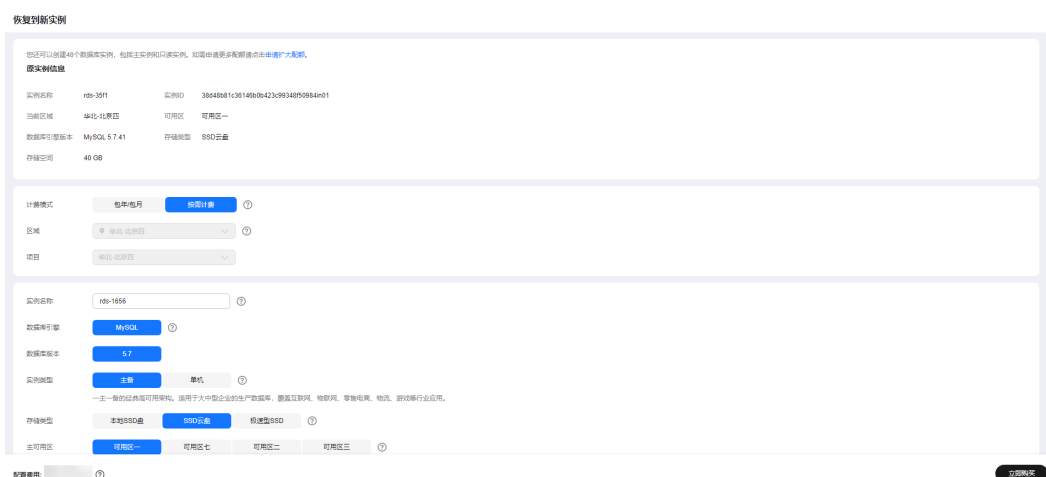 恢复到新实例
您还可以创建48个数据库实例，包括主实例和只读实例。如需申请更多配额请点击申请扩大配额。
原实例信息
实例名称 rds-35f1 实例ID 38d48b81c36146b0b423c99348f50984in01
当前区域 华北-北京四 可用区 可用区一
数据库引擎版本 MySQL 5.7.41 存储类型 SSD云盘
存储空间 40 GB
计费模式 包年/包月 按需计费
区域 华北-北京四
项目 华北-北京四
实例名称 rds-1656
数据库引擎 MySQL
数据库版本 5.7
实例类型 主备 单机
一主一备的经典高可用架构。适用于大中型企业的生产数据库，覆盖互联网、物联网、零售电商、物流、游戏等行业应用。
存储类型 本地SSD盘 SSD云盘 极速型SSD
主可用区 可用区一 可用区七 可用区二 可用区三
配置费用: 立即购买